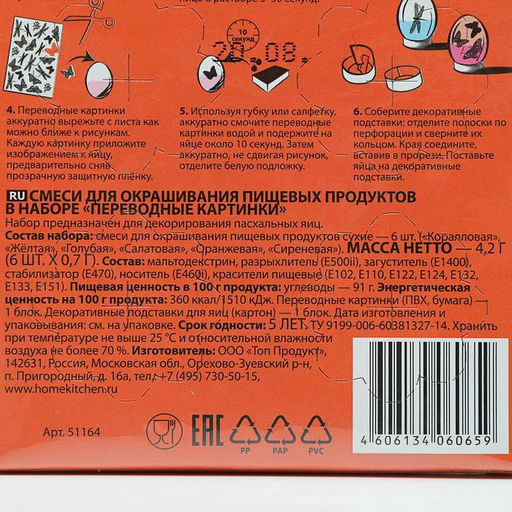 10
секунд
20.08.
4. Переводные картинки
аккуратно вырежете с листа как
можно ближе к рисункам.
Каждую картинку приложите
изображением к яйцу,
предварительно сняв
прозрачную защитную плёнку.
5. Используя губку или салфетку,
аккуратно смочите переводные
картинки водой и подержите на
яйце около 10 секунд. Затем
аккуратно, не сдвигая рисунок,
отделите белую подложку.
6. Соберите декоративные
подставки: отделите полоски по
перфорации и сверните их
кольцом. Края соедините,
вставив в прорези. Поставьте
яйца на декоративные
подставки.
RU СМЕСИ ДЛЯ ОКРАШИВАНИЯ ПИЩЕВЫХ ПРОДУКТОВ
В НАБОРЕ «ПЕРЕВОДНЫЕ КАРТИНКИ»
Набор предназначен для декорирования пасхальных яиц.
Состав набора: смеси для окрашивания пищевых продуктов сухие — 6 шт. («Коралловая»,
«Жёлтая», «Голубая», «Салатовая», «Оранжевая», «Сиреневая»). МАССА НЕТТО — 4,2 г
(6 ШТ. X 0,7 Г). Состав: мальтодекстрин, разрыхлитель (E500ii), загуститель (E1400),
стабилизатор (E470), носитель (E460i), красители пищевые (E102, E110, E122, E124, E132,
E133, E151). Пищевая ценность в 100 г продукта: углеводы — 91 г. Энергетическая
ценность на 100 г продукта: 360 ккал/1510 кДж. Переводные картинки (ПВХ, бумага) —
1 блок. Декоративные подставки для яиц (картон) — 1 блок. Дата изготовления и
упаковывания: см. на упаковке. Срок годности: 5 ЛЕТ. ТУ 9199-006-60381327-14. Хранить
при температуре не выше 25 °C и относительной влажности
воздуха не более 70 %. Изготовитель: ООО «Топ Продукт»,
142631, Россия, Московская обл., Орехово-Зуевский р-н,
п. Пригородный, д. 16а, тел./факс: +7 (495) 730-50-15,
www.homekitchen.ru
Арт. 51164
EAC
PP
PAP
PVC
4 606134 060659